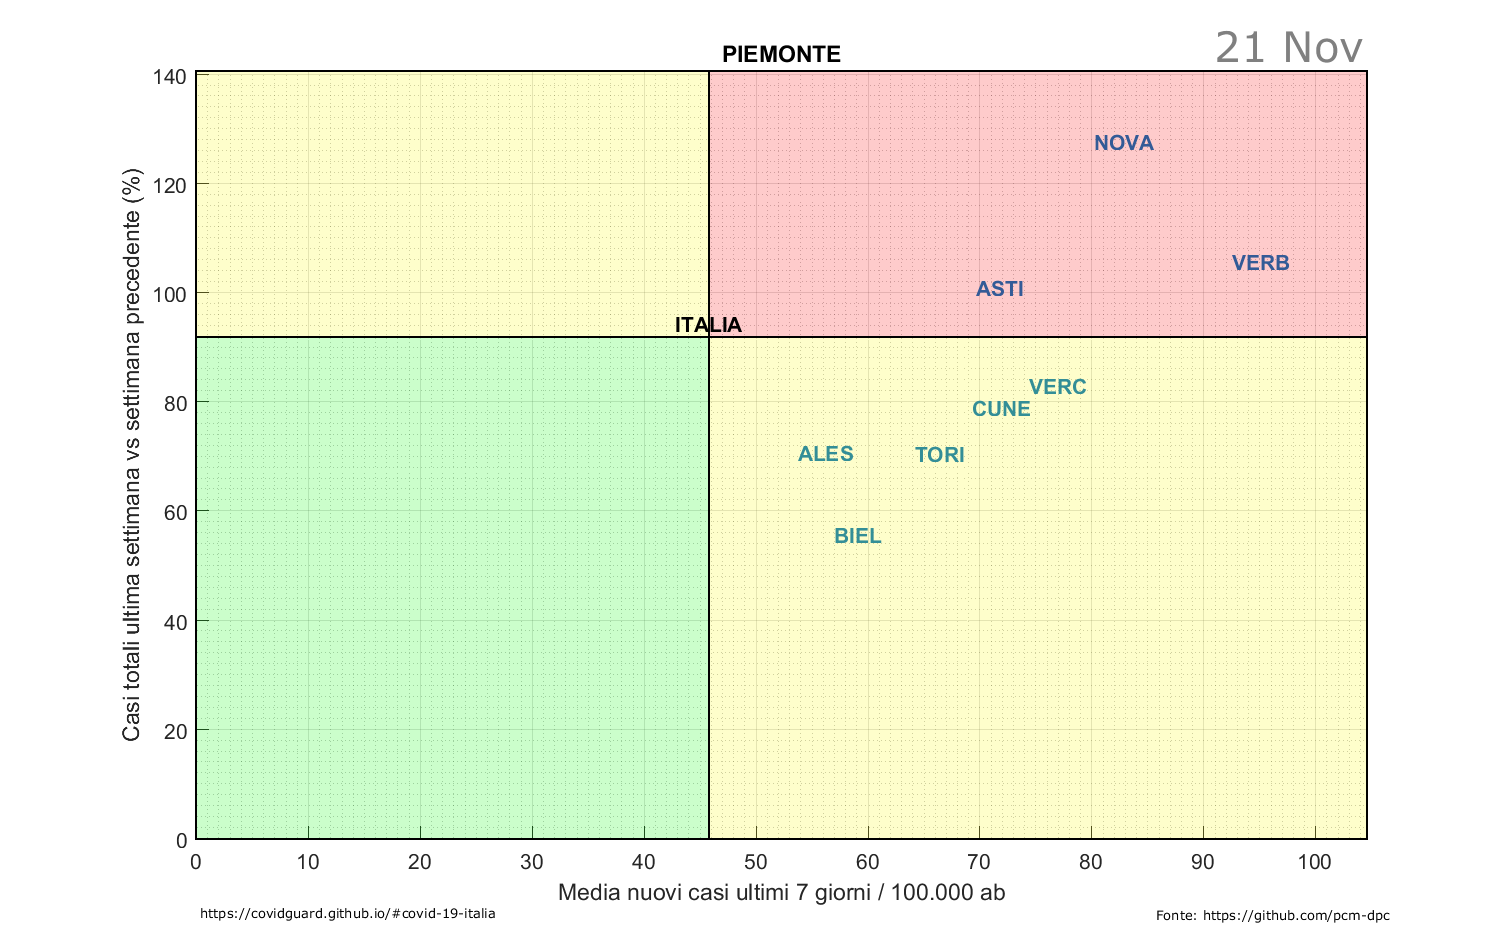 PIEMONTE
21 Nov
Casi totali ultima settimana vs settimana precedente (%)
140
120
100
80
60
40
20
0
NOVA
VERB
ASTI
ITALIA
VERC
CUNE
ALES
TORI
BIEL
0 10 20 30 40 50 60 70 80 90 100
Media nuovi casi ultimi 7 giorni / 100.000 ab
https://covidguard.github.io/#covid-19-italia
Fonte: https://github.com/pcm-dpc